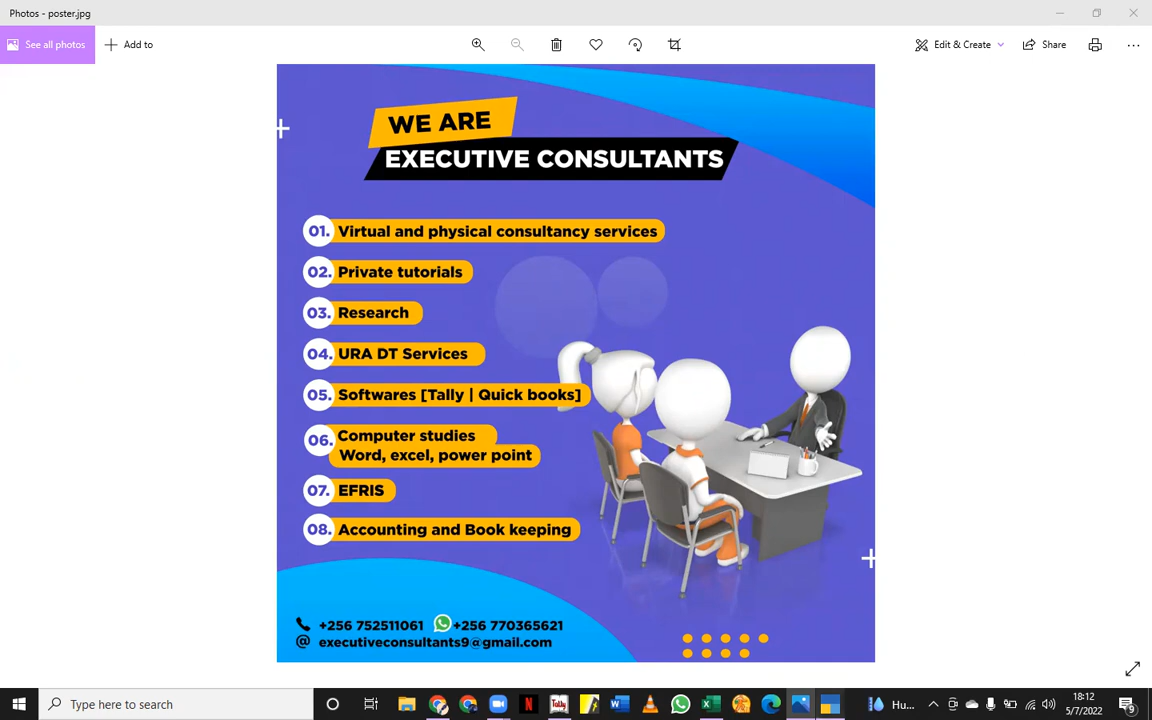 Photos - poster.jpg
See all photos
Add to
Edit & Create
Share
WE ARE
EXECUTIVE CONSULTANTS
01. Virtual and physical consultancy services
02. Private tutorials
03. Research
04. URA DT Services
05. Softwares [Tally | Quick books]
06. Computer studies
Word, excel, power point
07. EFRIS
08. Accounting and Book keeping
+256 752511061 +256 770365621
@ executiveconsultants9@gmail.com
Type here to search
Tally
Hu...
18:12
5/7/2022
9